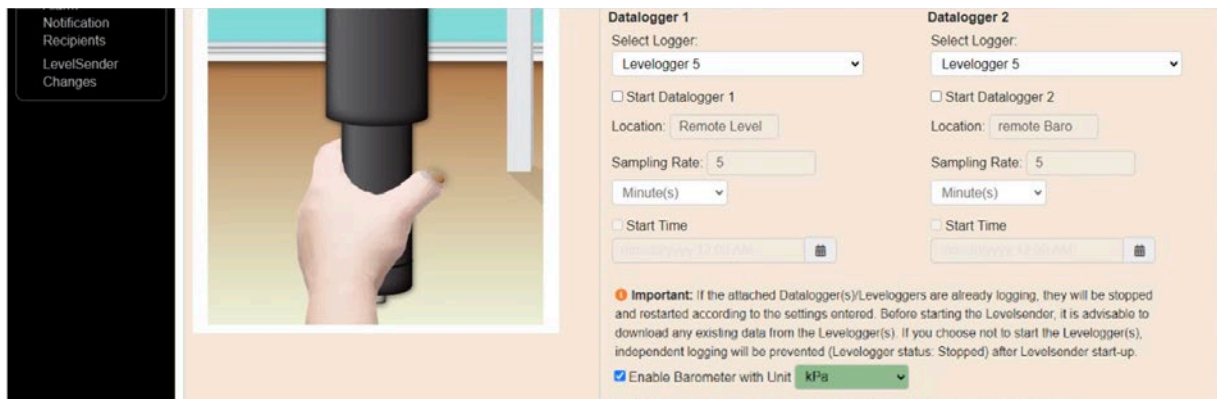 Notification
Recipients
LevelSender
Changes
Datalogger 1
Select Logger:
Levelogger 5
Start Datalogger 1
Location: Remote Level
Sampling Rate: 5
Minute(s)
Start Time
Datalogger 2
Select Logger:
Levelogger 5
Start Datalogger 2
Location: remote Baro
Sampling Rate: 5
Minute(s)
Start Time
Important: If the attached Datalogger(s)/Leveloggers are already logging, they will be stopped
and restarted according to the settings entered. Before starting the Levelsender, it is advisable to
download any existing data from the Levelogger(s). If you choose not to start the Levelogger(s),
independent logging will be prevented (Levelogger status: Stopped) after Levelsender start-up.
Enable Barometer with Unit kPa